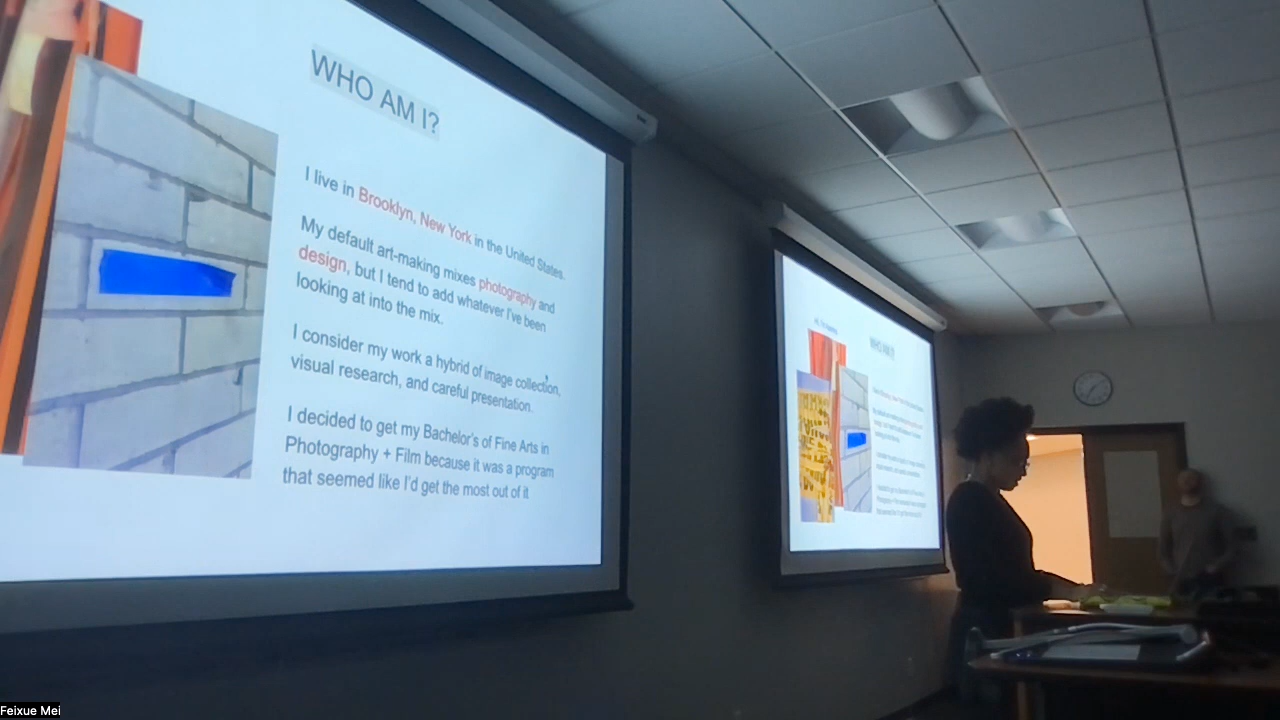 WHO AM I?
I live in Brooklyn, New York in the United States.
My default art-making mixes photography and
design, but I tend to add whatever I've been
looking at into the mix.
I consider my work a hybrid of image collection,
visual research, and careful presentation.
I decided to get my Bachelor's of Fine Arts in
Photography + Film because it was a program
that seemed like I'd get the most out of it
WHO AM I?
Feixue Mei